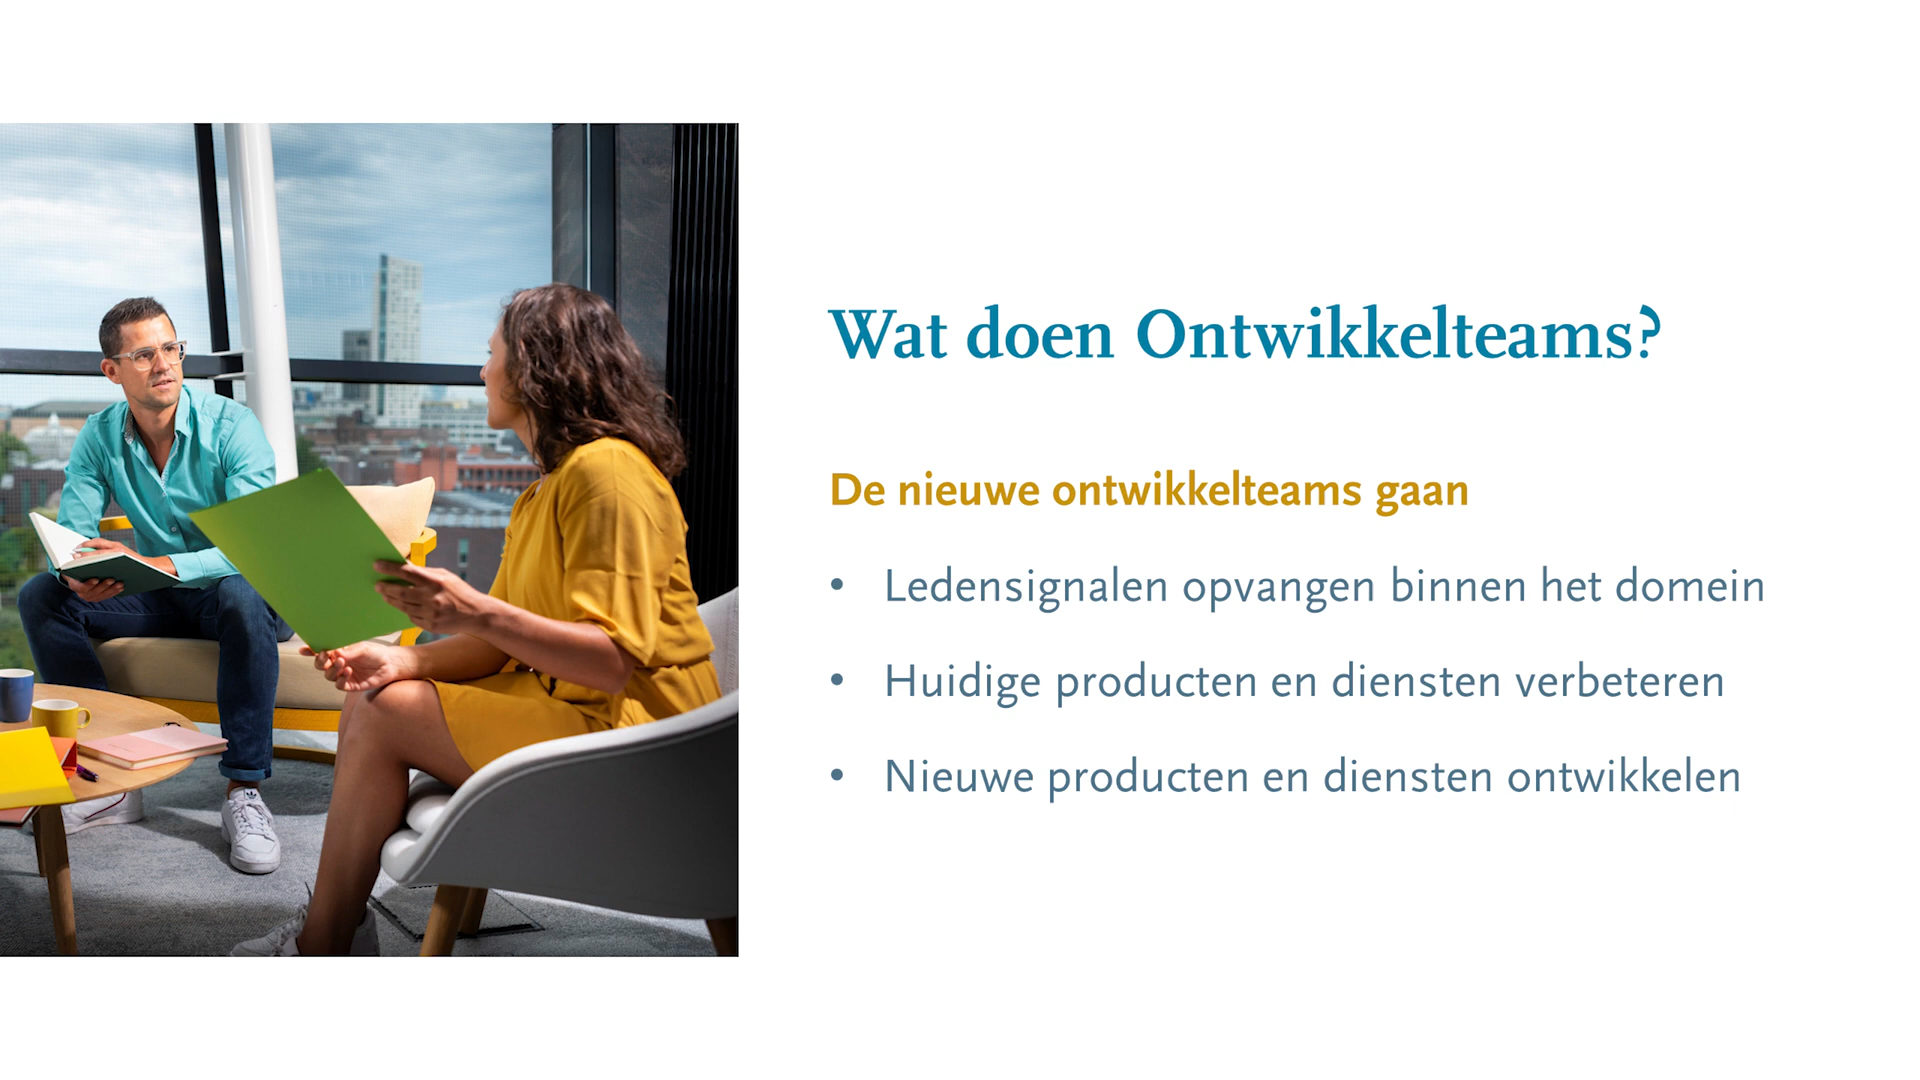 Wat doen Ontwikkelteams?
De nieuwe ontwikkelteams gaan
• Ledensignalen opvangen binnen het domein
• Huidige producten en diensten verbeteren
• Nieuwe producten en diensten ontwikkelen